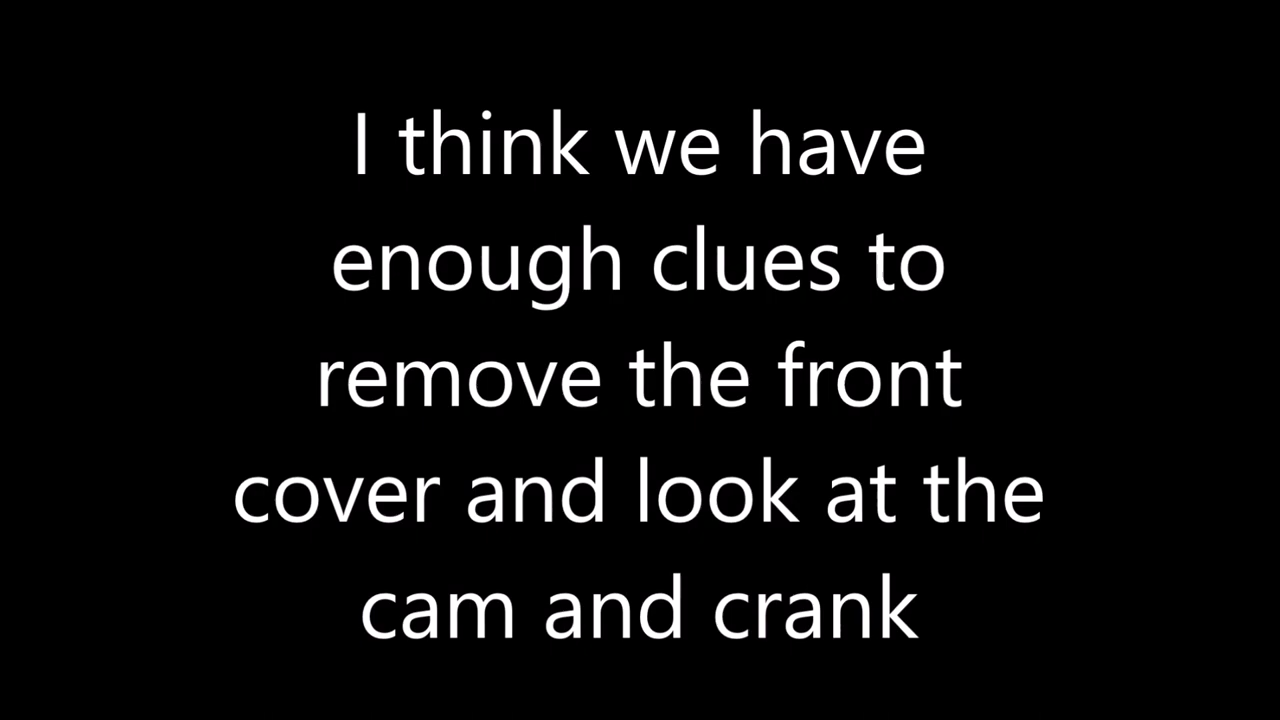 I think we have
enough clues to
remove the front
cover and look at the
cam and crank